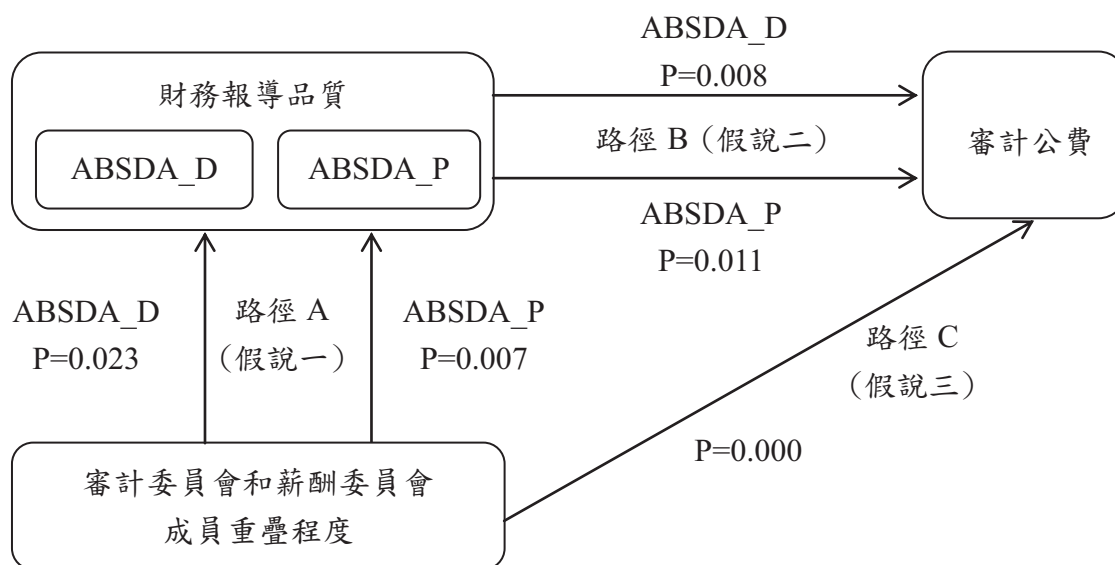 ABSDA_D
P=0.008
財務報導品質
ABSDA_D
ABSDA_P
路徑 B（假說二）
審計公費
ABSDA_P
P=0.011
ABSDA_D
P=0.023
路徑 A
（假說一）
ABSDA_P
P=0.007
路徑 C
（假說三）
P=0.000
審計委員會和薪酬委員會
成員重疊程度